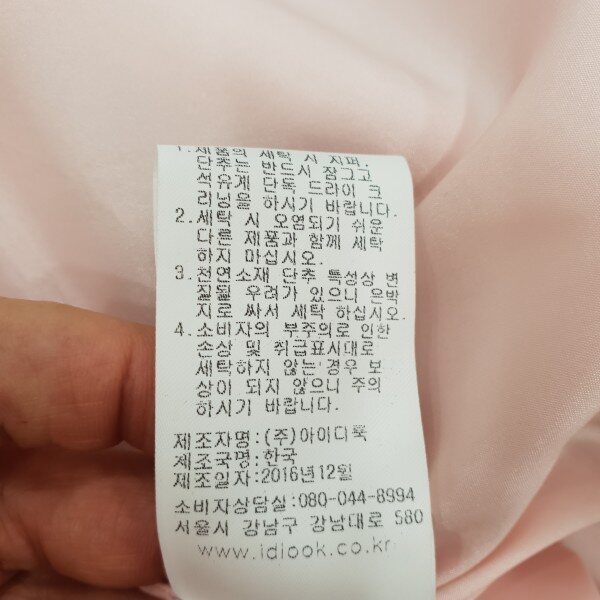 1.제품의 세탁 시 지퍼,
단추는 반드시 잠그고
석유계 단독 드라이 크
리닝을 하시기 바랍니다.
2.세탁 시 오염되기 쉬운
다른 제품과 함께 세탁
하지 마십시오.
3.천연소재 단추 특성상 변
질될 우려가 있으니 은박
지로 싸서 세탁 하십시오.
4.소비자의 부주의로 인한
손상 및 취급표시대로
세탁하지 않는 경우 보
상이 되지 않으니 주의
하시기 바랍니다.
제조자명:(주)아이디룩
제조국명:한국
제조일자:2016년12월
소비자상담실:080-044-8994
서울시 강남구 강남대로 580
www.idlook.co.kr